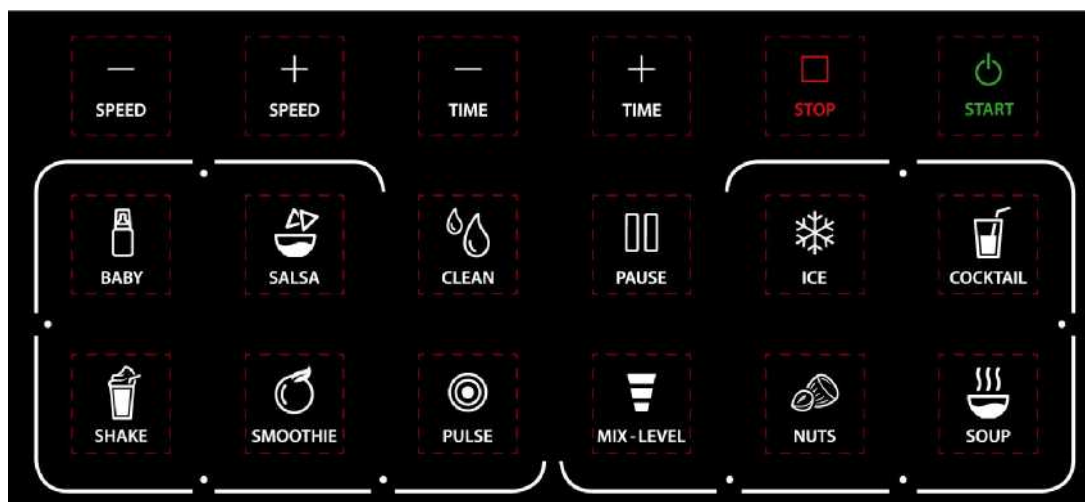 SPEED
SPEED
TIME
TIME
STOP
START
BABY
SALSA
CLEAN
PAUSE
ICE
COCKTAIL
SHAKE
SMOOTHIE
PULSE
MIX-LEVEL
NUTS
SOUP